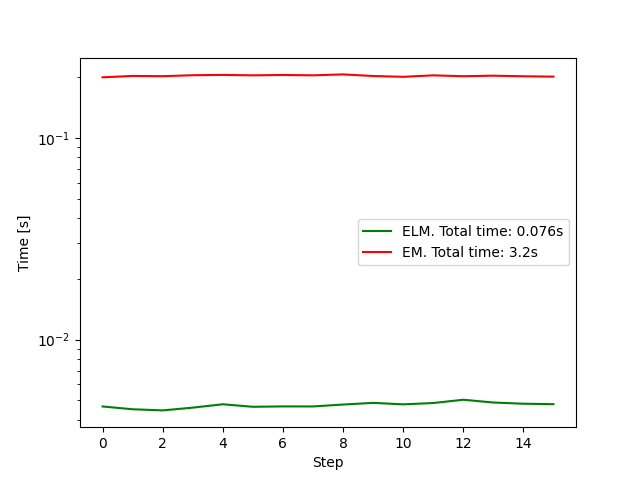 10⁻¹
10⁻²
Time [s]
ELM. Total time: 0.076s
EM. Total time: 3.2s
0 2 4 6 8 10 12 14
Step